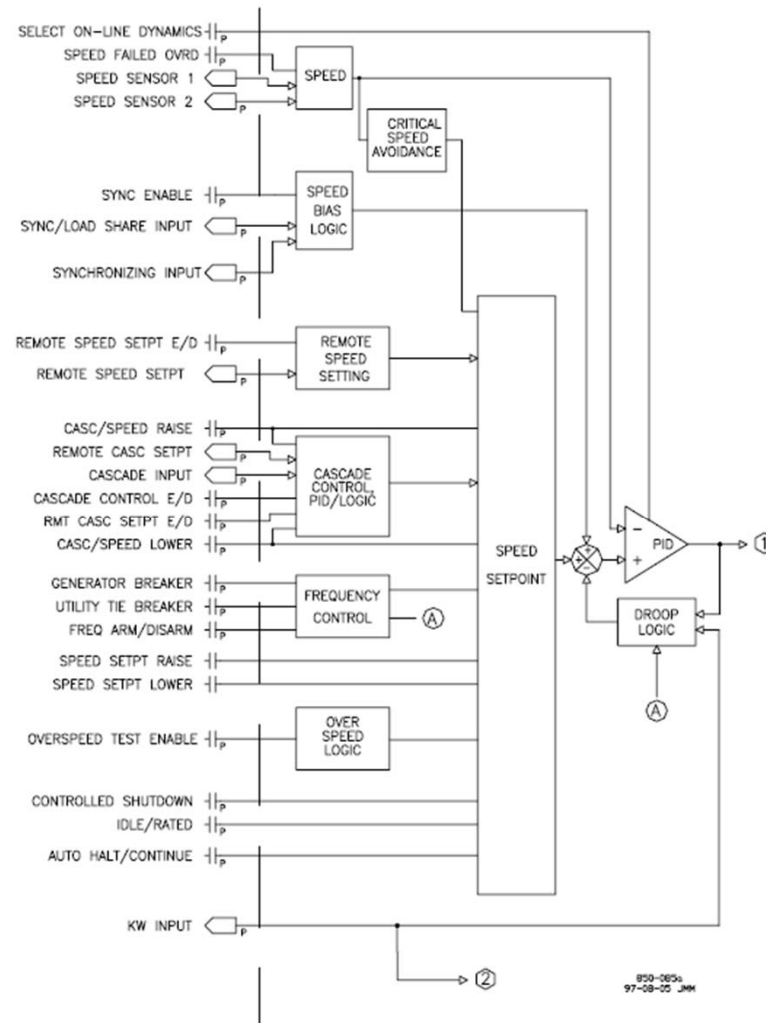 SELECT ON-LINE DYNAMICS P
SPEED FAILED OVRD P
SPEED SENSOR 1
SPEED SENSOR 2 P
SPEED
CRITICAL
SPEED
AVOIDANCE
SYNC ENABLE P
SYNC/LOAD SHARE INPUT P
SYNCHRONIZING INPUT P
SPEED
BIAS
LOGIC
REMOTE SPEED SETPT E/D P
REMOTE SPEED SETPT P
REMOTE
SPEED
SETTING
CASC/SPEED RAISE P
REMOTE CASC SETPT P
CASCADE INPUT P
CASCADE CONTROL E/D P
RMT CASC SETPT E/D P
CASC/SPEED LOWER P
CASCADE
CONTROL
PID/LOGIC
GENERATOR BREAKER P
UTILITY TIE BREAKER P
FREQ ARM/DISARM P
FREQUENCY
CONTROL
A
SPEED SETPT RAISE P
SPEED SETPT LOWER P
OVERSPEED TEST ENABLE P
OVER
SPEED
LOGIC
CONTROLLED SHUTDOWN P
IDLE/RATED P
AUTO HALT/CONTINUE P
KW INPUT P
SPEED
SETPOINT
+
+
−
−
+
PID
1
DROOP
LOGIC
A
2
850-085a
97-08-05 JMM